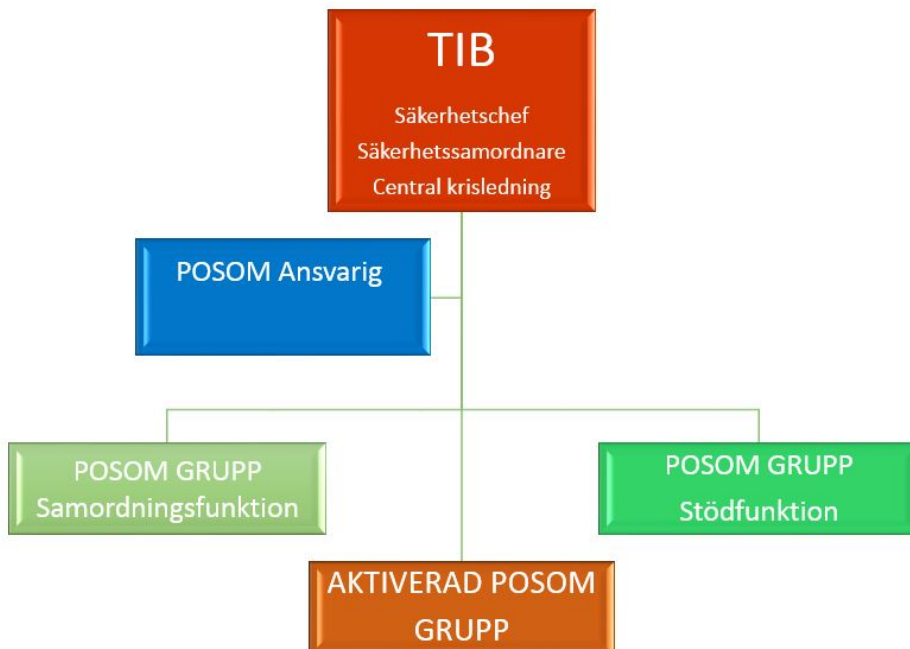 TIB
Säkerhetschef
Säkerhetssamordnare
Central krisledning
POSOM Ansvarig
POSOM GRUPP
Samordningsfunktion
POSOM GRUPP
Stödfunktion
AKTIVERAD POSOM
GRUPP